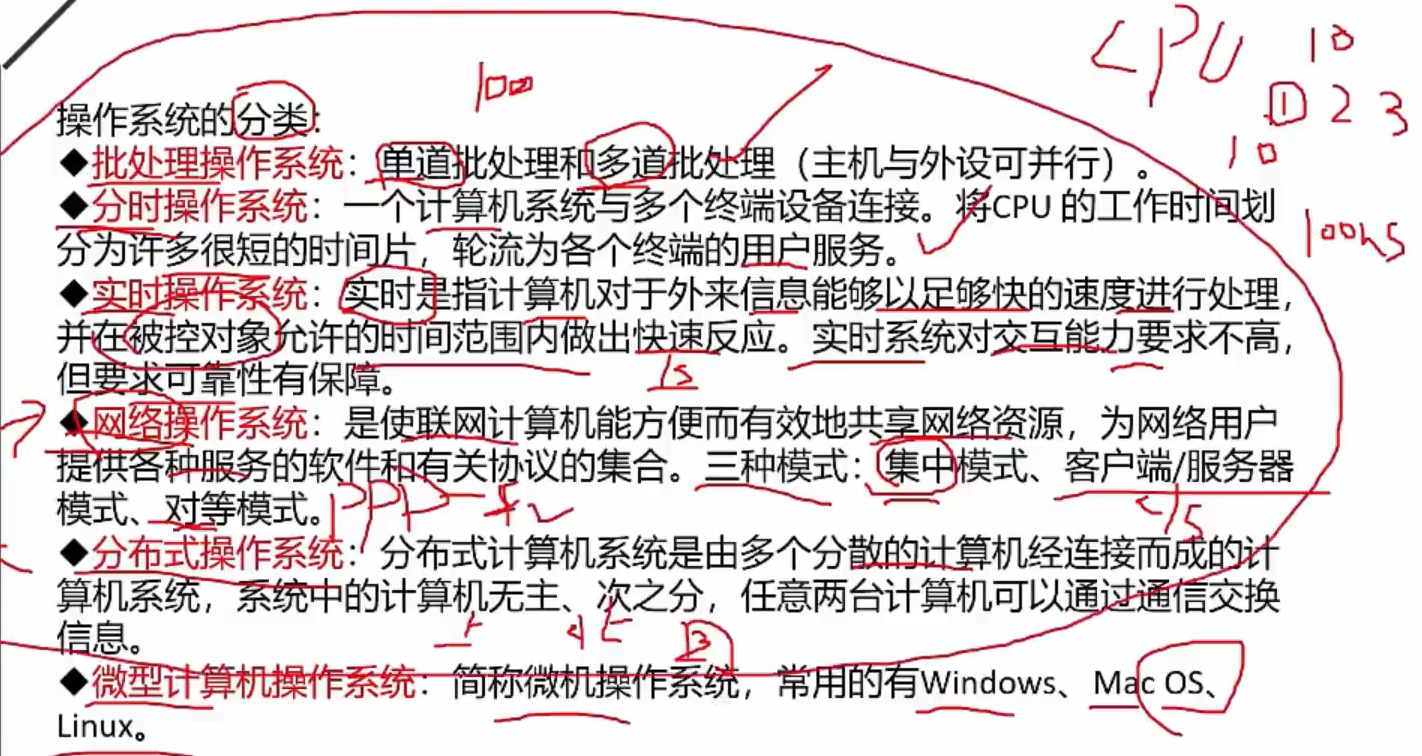 CPU 10
100
① 2 3
操作系统的分类：
10
◆批处理操作系统：单道批处理和多道批处理（主机与外设可并行）。
◆分时操作系统：一个计算机系统与多个终端设备连接。将CPU 的工作时间划
分为许多很短的时间片，轮流为各个终端的用户服务。
◆实时操作系统：实时是指计算机对于外来信息能够以足够快的速度进行处理，
并在被控对象允许的时间范围内做出快速反应。实时系统对交互能力要求不高，
但要求可靠性有保障。
1s
◆网络操作系统：是使联网计算机能方便而有效地共享网络资源，为网络用户
提供各种服务的软件和有关协议的集合。三种模式：集中模式、客户端/服务器
模式、对等模式。
c/s
◆分布式操作系统：分布式计算机系统是由多个分散的计算机经连接而成的计
算机系统，系统中的计算机无主、次之分，任意两台计算机可以通过通信交换
信息。
◆微型计算机操作系统：简称微机操作系统，常用的有Windows、Mac OS、
Linux。